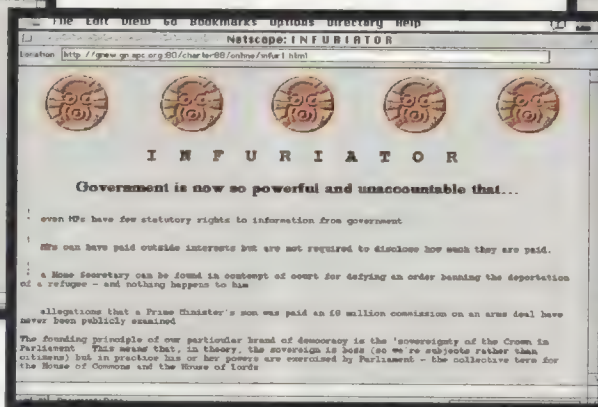 File Edit View Go Bookmarks Options Directory Help
Netscape: INFURIATOR
Location http://gnew.gn.apc.org:80/charter88/online/infur1.html
INFURIATOR
Government is now so powerful and unaccountable that...
even MPs have few statutory rights to information from government
MPs can have paid outside interests but are not required to disclose how much they are paid.
a Home Secretary can be found in contempt of court for defying an order banning the deportation
of a refugee - and nothing happens to him
allegations that a Prime Minister's son was paid an £0 million commission on an arms deal have
never been publicly examined
The founding principle of our particular brand of democracy is the 'sovereignty of the Crown in
Parliament This means that, in theory, the sovereign is boss (so we're subjects rather than
citizens) but in practice his or her powers are exercised by Parliament - the collective term for
the House of Commons and the House of Lords